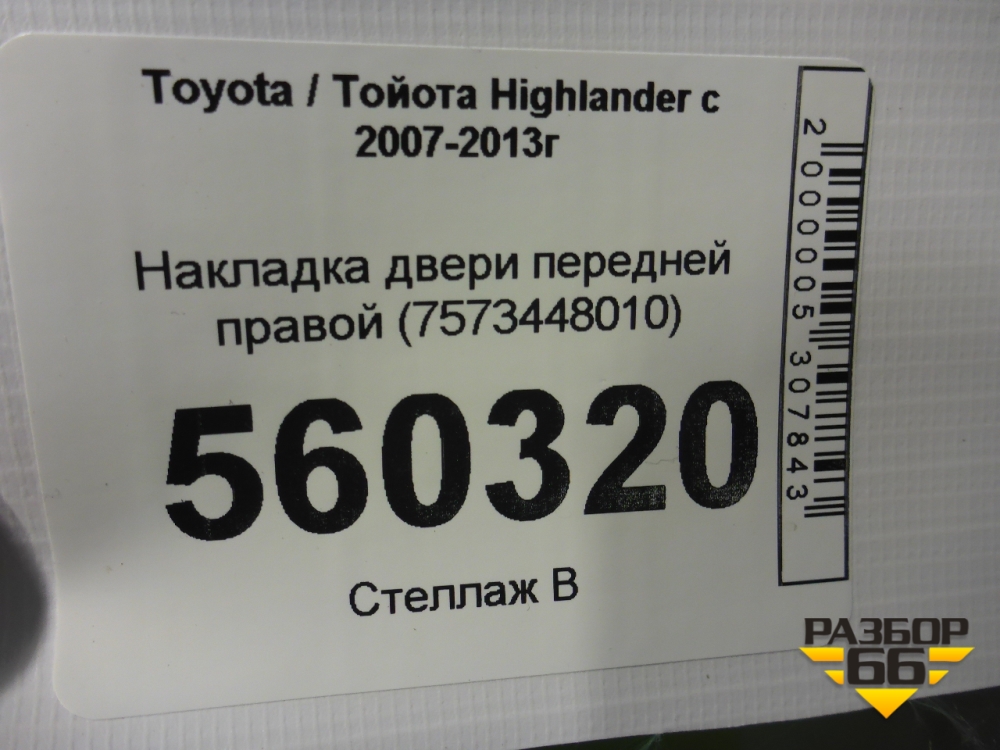 Toyota / Тойота Highlander с
2007-2013г
Накладка двери передней
правой (7573448010)
560320
Стеллаж В
2000005307843
РАЗБОР
66